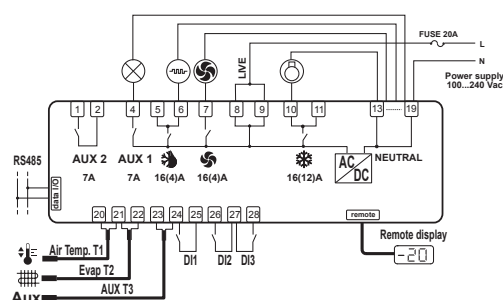 FUSE 20A
L
N
LIVE
Power supply
100...240 Vac
1 2 4 5 6 7 8 9 10 11 13 ........ 19
AUX 2
7A
AUX 1
7A
16(4)A
16(4)A
16(12)A
AC
DC
NEUTRAL
RS485
data I/O
20 21 22 23 24 25 26 27 28
remote
DI1
DI2
DI3
Remote display
-20
Air Temp. T1
Evap T2
AUX T3
Aux